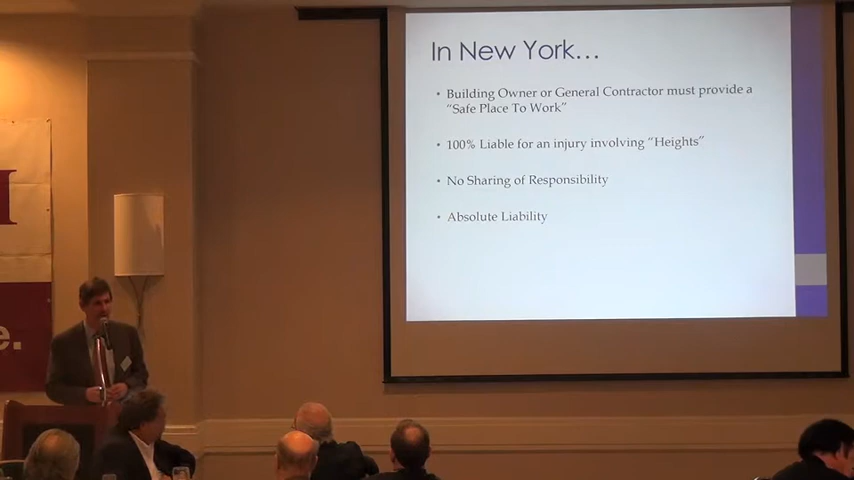 In New York...
• Building Owner or General Contractor must provide a
"Safe Place To Work"
• 100% Liable for an injury involving "Heights"
• No Sharing of Responsibility
• Absolute Liability